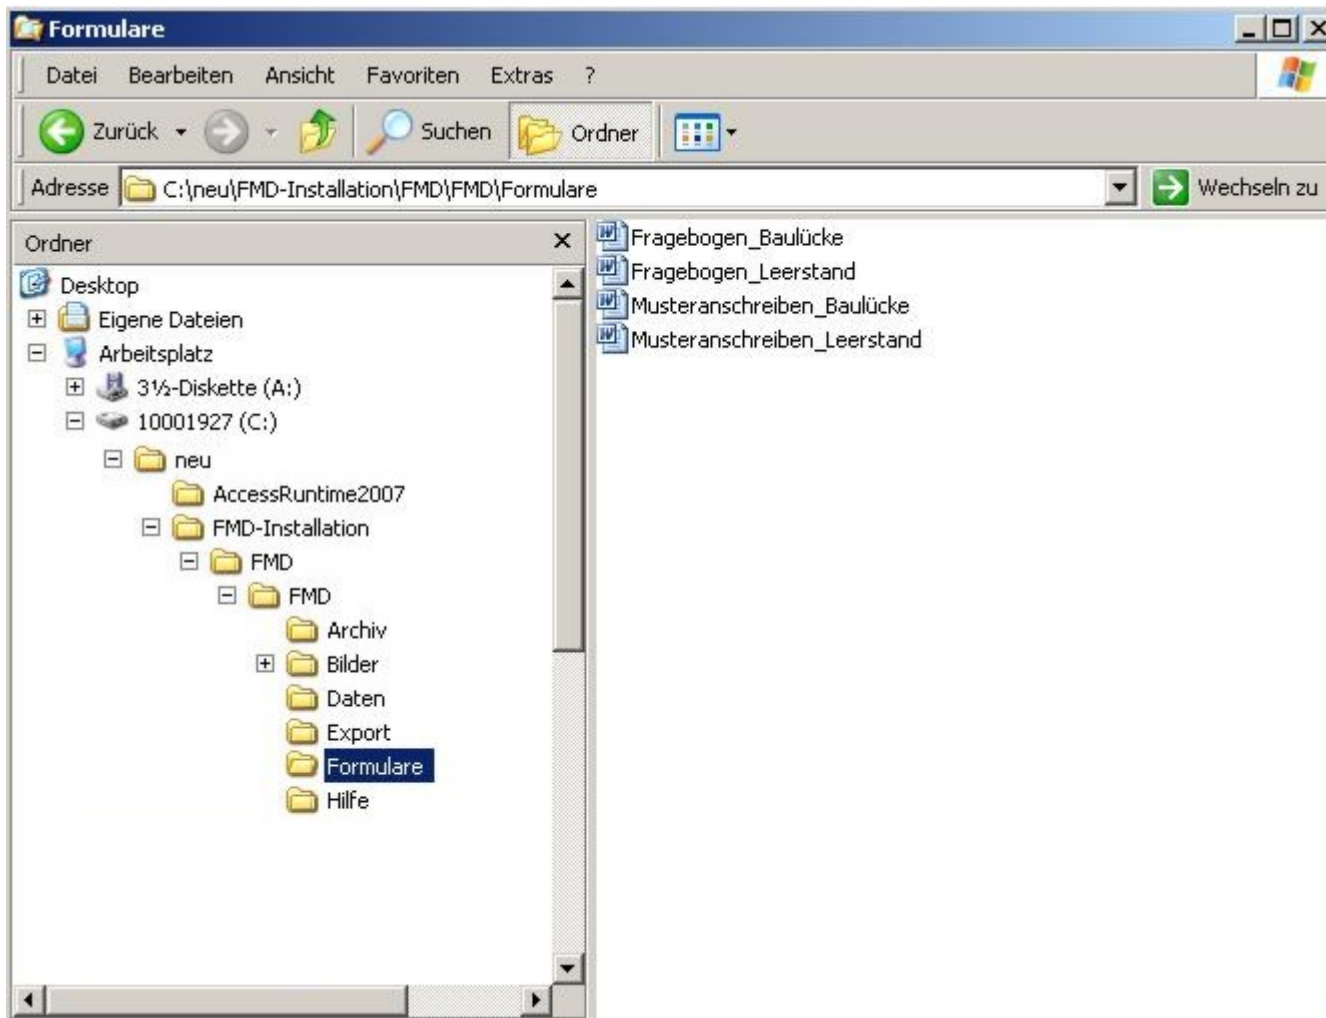 Formulare
Datei Bearbeiten Ansicht Favoriten Extras ?
Zurück Suchen Ordner
Adresse C:\neu\FMD-Installation\FMD\FMD\Formulare Wechseln zu
Ordner
Desktop
Eigene Dateien
Arbeitsplatz
3½-Diskette (A:)
10001927 (C:)
neu
AccessRuntime2007
FMD-Installation
FMD
FMD
Archiv
Bilder
Daten
Export
Formulare
Hilfe
Fragebogen_Baulücke
Fragebogen_Leerstand
Musteranschreiben_Baulücke
Musteranschreiben_Leerstand